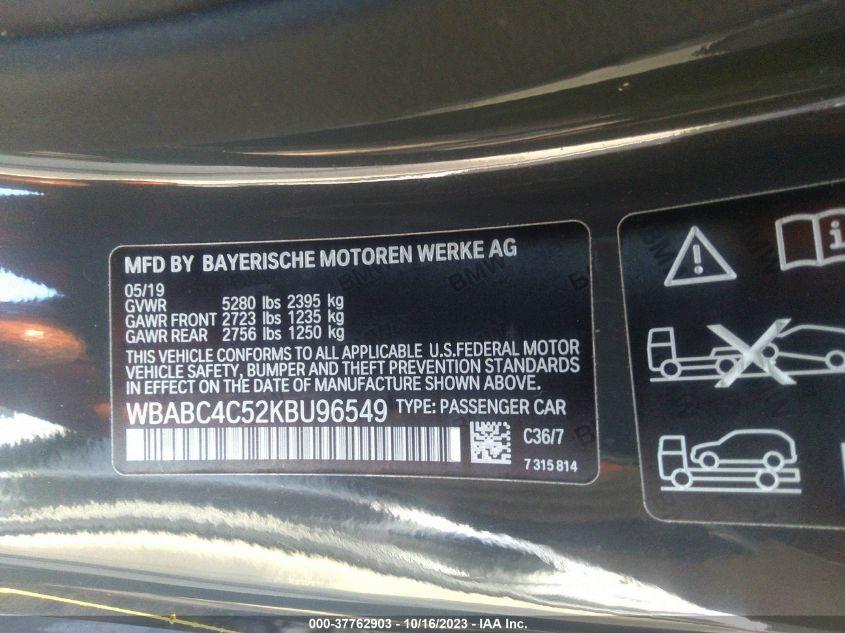 MFD BY BAYERISCHE MOTOREN WERKE AG
05/19
GVWR 5280 lbs 2395 kg
GAWR FRONT 2723 lbs 1235 kg
GAWR REAR 2756 lbs 1250 kg
THIS VEHICLE CONFORMS TO ALL APPLICABLE U.S.FEDERAL MOTOR
VEHICLE SAFETY, BUMPER AND THEFT PREVENTION STANDARDS
IN EFFECT ON THE DATE OF MANUFACTURE SHOWN ABOVE.
WBABC4C52KBU96549 TYPE: PASSENGER CAR
C36/7
7 315 814
000-37762903 - 10/16/2023 - IAA Inc.